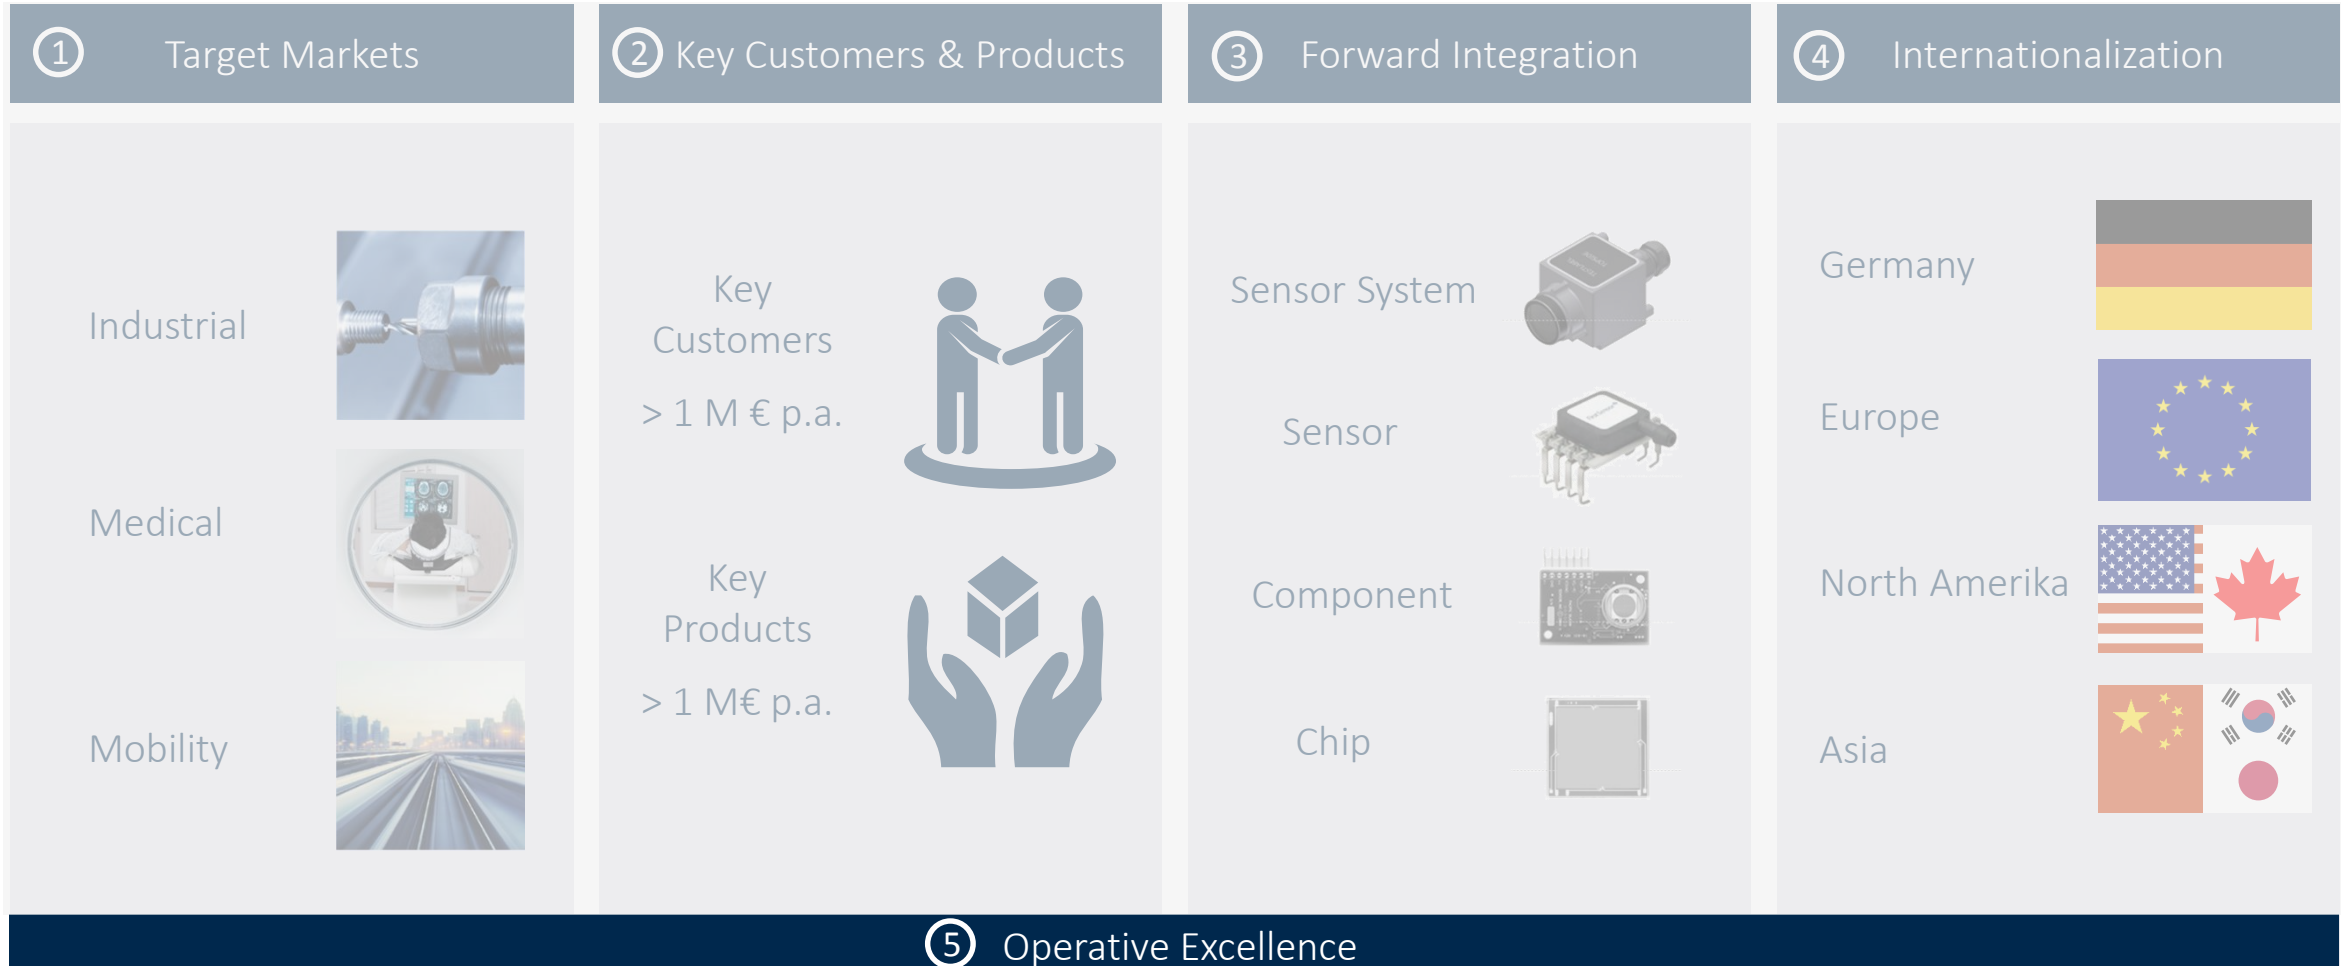 1 Target Markets
Industrial
Medical
Mobility
2 Key Customers & Products
Key
Customers
> 1 M € p.a.
Key
Products
> 1 M€ p.a.
3 Forward Integration
Sensor System
Sensor
Component
Chip
4 Internationalization
Germany
Europe
North Amerika
Asia
5 Operative Excellence